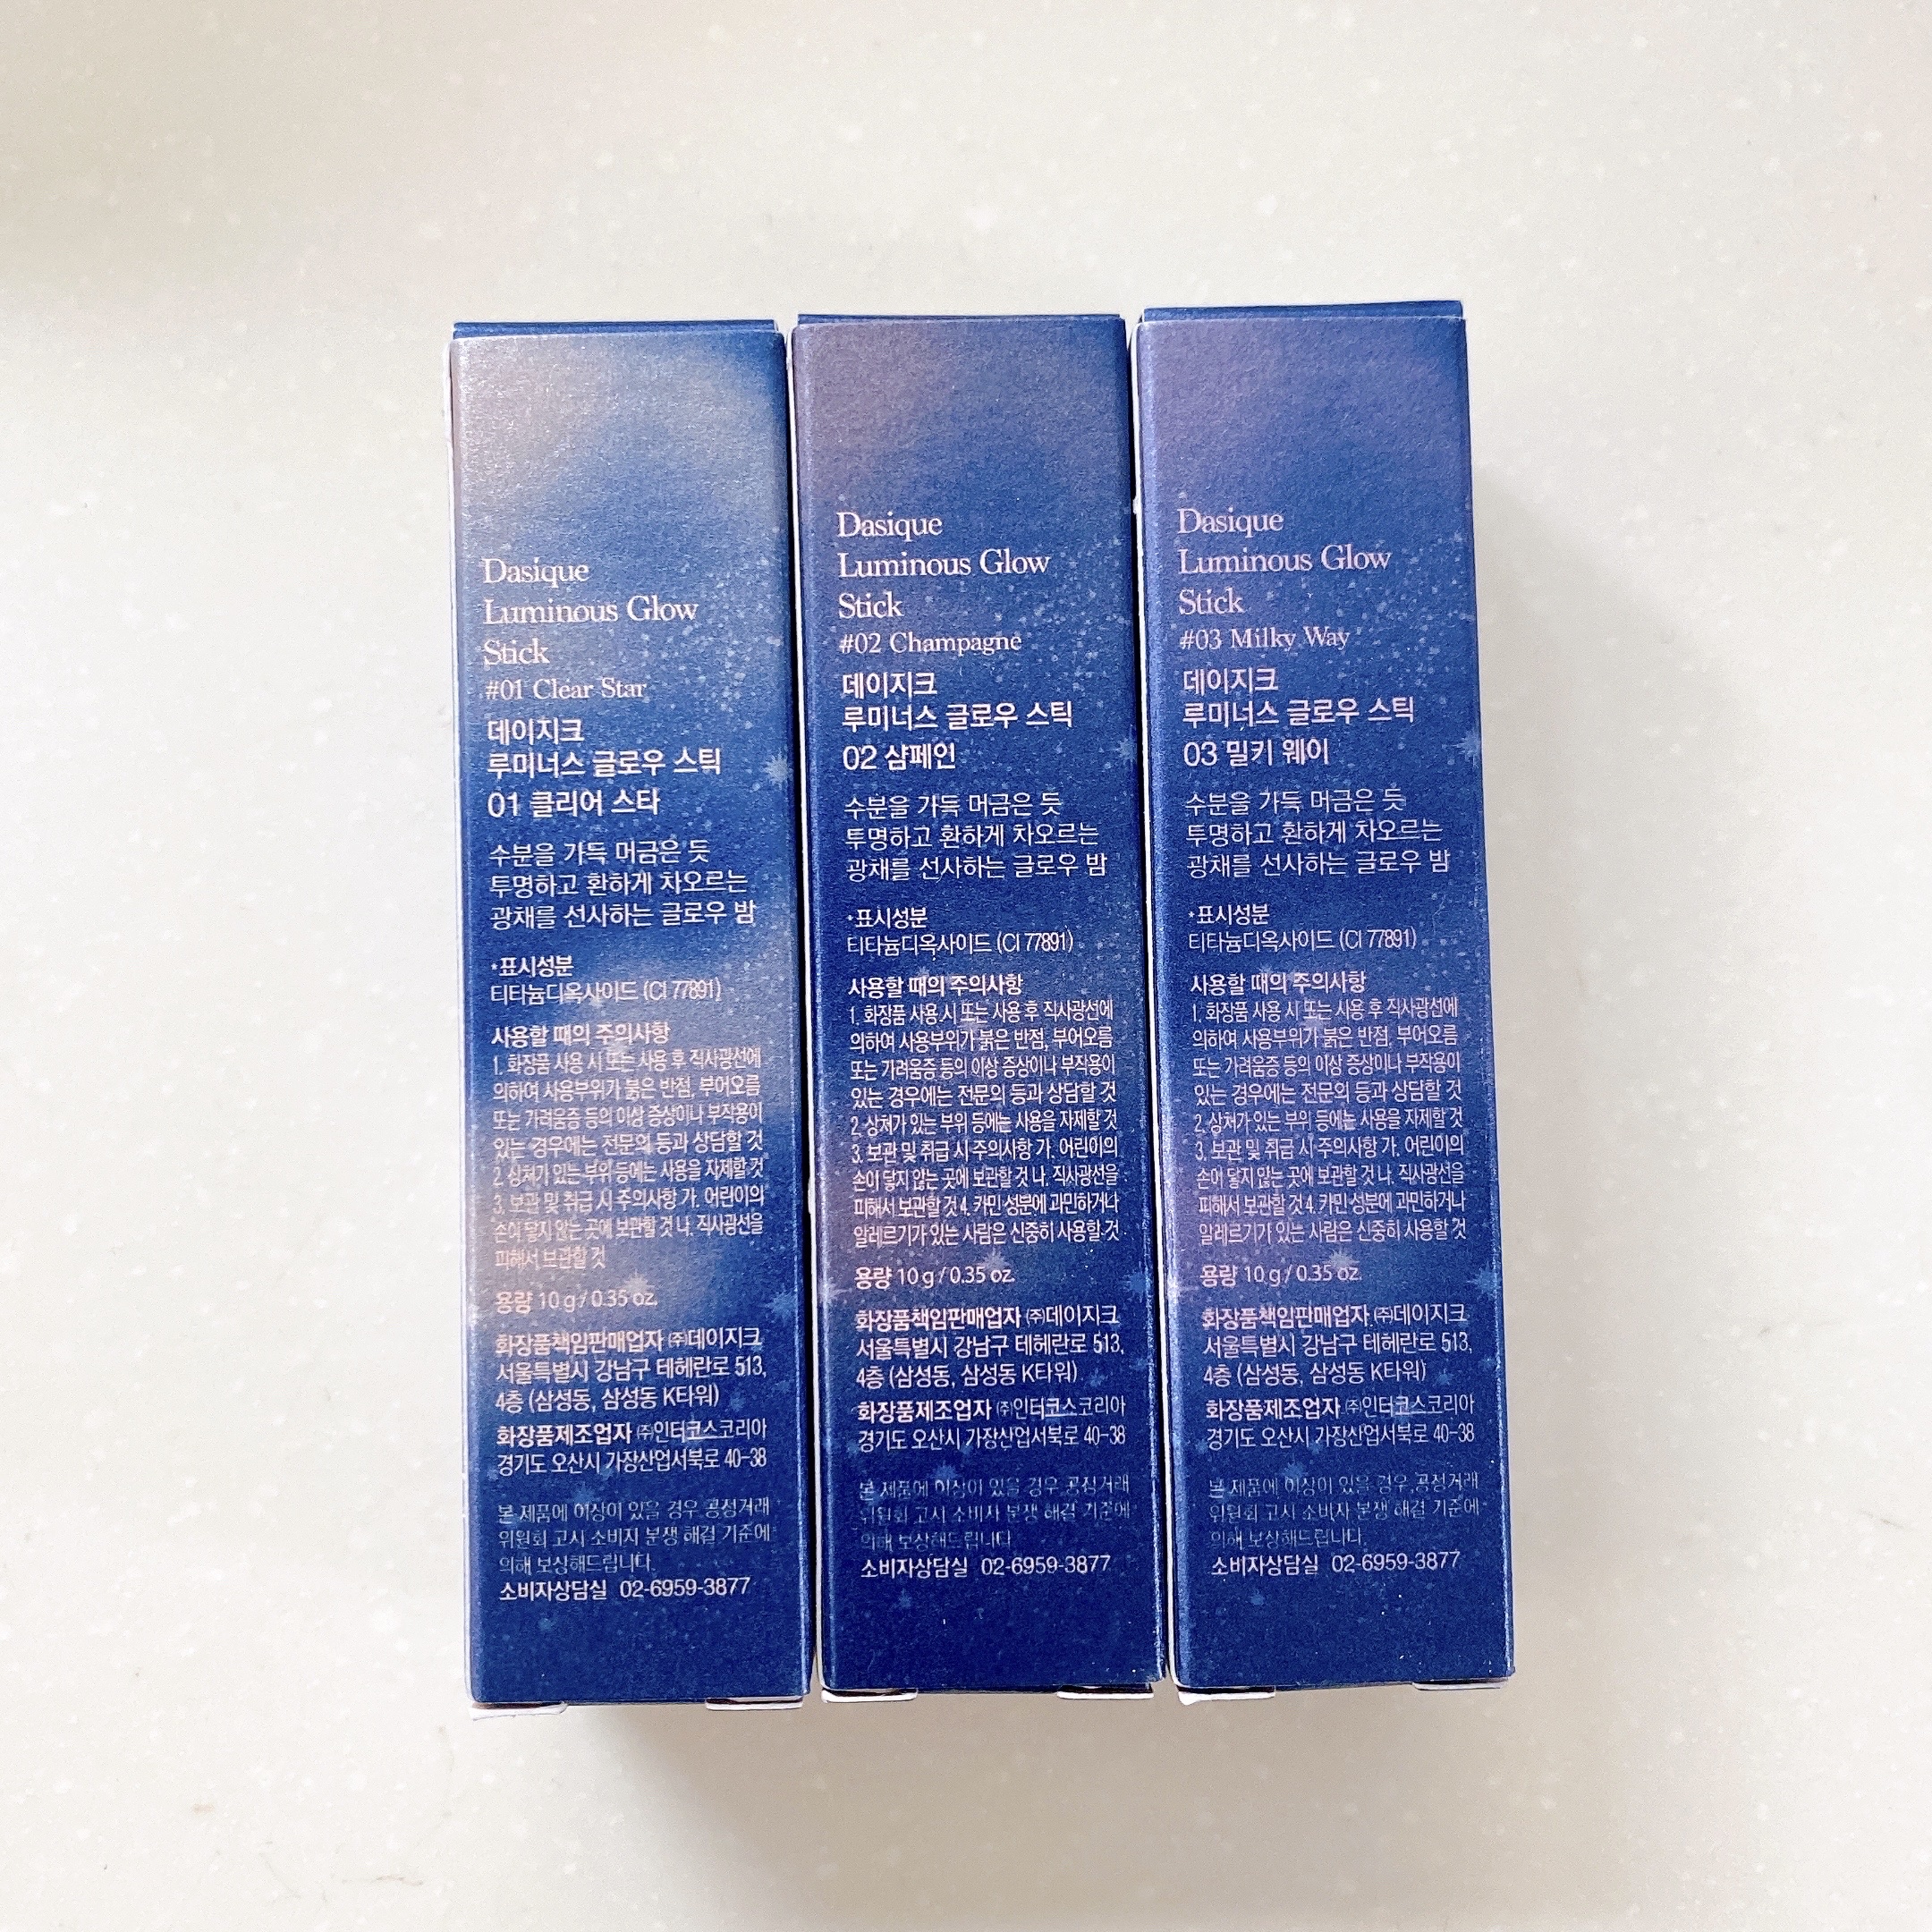 Dasique
Luminous Glow
Stick
#01 Clear Star
데이지크
루미너스 글로우 스틱
01 클리어 스타
수분을 가득 머금은 듯
투명하고 환하게 차오르는
광채를 선사하는 글로우 밤
*표시성분
티타늄디옥사이드 (CI 77891)
사용할 때의 주의사항
1. 화장품 사용 시 또는 사용 후 직사광선에
의하여 사용부위가 붉은 반점, 부어오름
또는 가려움증 등의 이상 증상이나 부작용이
있는 경우에는 전문의 등과 상담할 것
2. 상처가 있는 부위 등에는 사용을 자제할 것
3. 보관 및 취급 시 주의사항 가. 어린이의
손이 닿지 않는 곳에 보관할 것 나. 직사광선을
피해서 보관할 것
용량 10 g / 0.35 oz.
화장품책임판매업자 ㈜데이지크
서울특별시 강남구 테헤란로 513,
4층 (삼성동, 삼성동 K타워)
화장품제조업자 ㈜인터코스코리아
경기도 오산시 가장산업서북로 40-38
본 제품에 이상이 있을 경우 공정거래
위원회 고시 소비자 분쟁 해결 기준에
의해 보상해드립니다.
소비자상담실 02-6959-3877
Dasique
Luminous Glow
Stick
#02 Champagne
데이지크
루미너스 글로우 스틱
02 샴페인
수분을 가득 머금은 듯
투명하고 환하게 차오르는
광채를 선사하는 글로우 밤
*표시성분
티타늄디옥사이드 (CI 77891)
사용할 때의 주의사항
1. 화장품 사용 시 또는 사용 후 직사광선에
의하여 사용부위가 붉은 반점, 부어오름
또는 가려움증 등의 이상 증상이나 부작용이
있는 경우에는 전문의 등과 상담할 것
2. 상처가 있는 부위 등에는 사용을 자제할 것
3. 보관 및 취급 시 주의사항 가. 어린이의
손이 닿지 않는 곳에 보관할 것 나. 직사광선을
피해서 보관할 것 4. 카민 성분에 과민하거나
알레르기가 있는 사람은 신중히 사용할 것
용량 10 g / 0.35 oz.
화장품책임판매업자 ㈜데이지크
서울특별시 강남구 테헤란로 513,
4층 (삼성동, 삼성동 K타워)
화장품제조업자 ㈜인터코스코리아
경기도 오산시 가장산업서북로 40-38
본 제품에 이상이 있을 경우 공정거래
위원회 고시 소비자 분쟁 해결 기준에
의해 보상해드립니다.
소비자상담실 02-6959-3877
Dasique
Luminous Glow
Stick
#03 Milky Way
데이지크
루미너스 글로우 스틱
03 밀키 웨이
수분을 가득 머금은 듯
투명하고 환하게 차오르는
광채를 선사하는 글로우 밤
*표시성분
티타늄디옥사이드 (CI 77891)
사용할 때의 주의사항
1. 화장품 사용 시 또는 사용 후 직사광선에
의하여 사용부위가 붉은 반점, 부어오름
또는 가려움증 등의 이상 증상이나 부작용이
있는 경우에는 전문의 등과 상담할 것
2. 상처가 있는 부위 등에는 사용을 자제할 것
3. 보관 및 취급 시 주의사항 가. 어린이의
손이 닿지 않는 곳에 보관할 것 나. 직사광선을
피해서 보관할 것 4. 카민 성분에 과민하거나
알레르기가 있는 사람은 신중히 사용할 것
용량 10 g / 0.35 oz.
화장품책임판매업자 ㈜데이지크
서울특별시 강남구 테헤란로 513,
4층 (삼성동, 삼성동 K타워)
화장품제조업자 ㈜인터코스코리아
경기도 오산시 가장산업서북로 40-38
본 제품에 이상이 있을 경우 공정거래
위원회 고시 소비자 분쟁 해결 기준에
의해 보상해드립니다.
소비자상담실 02-6959-3877